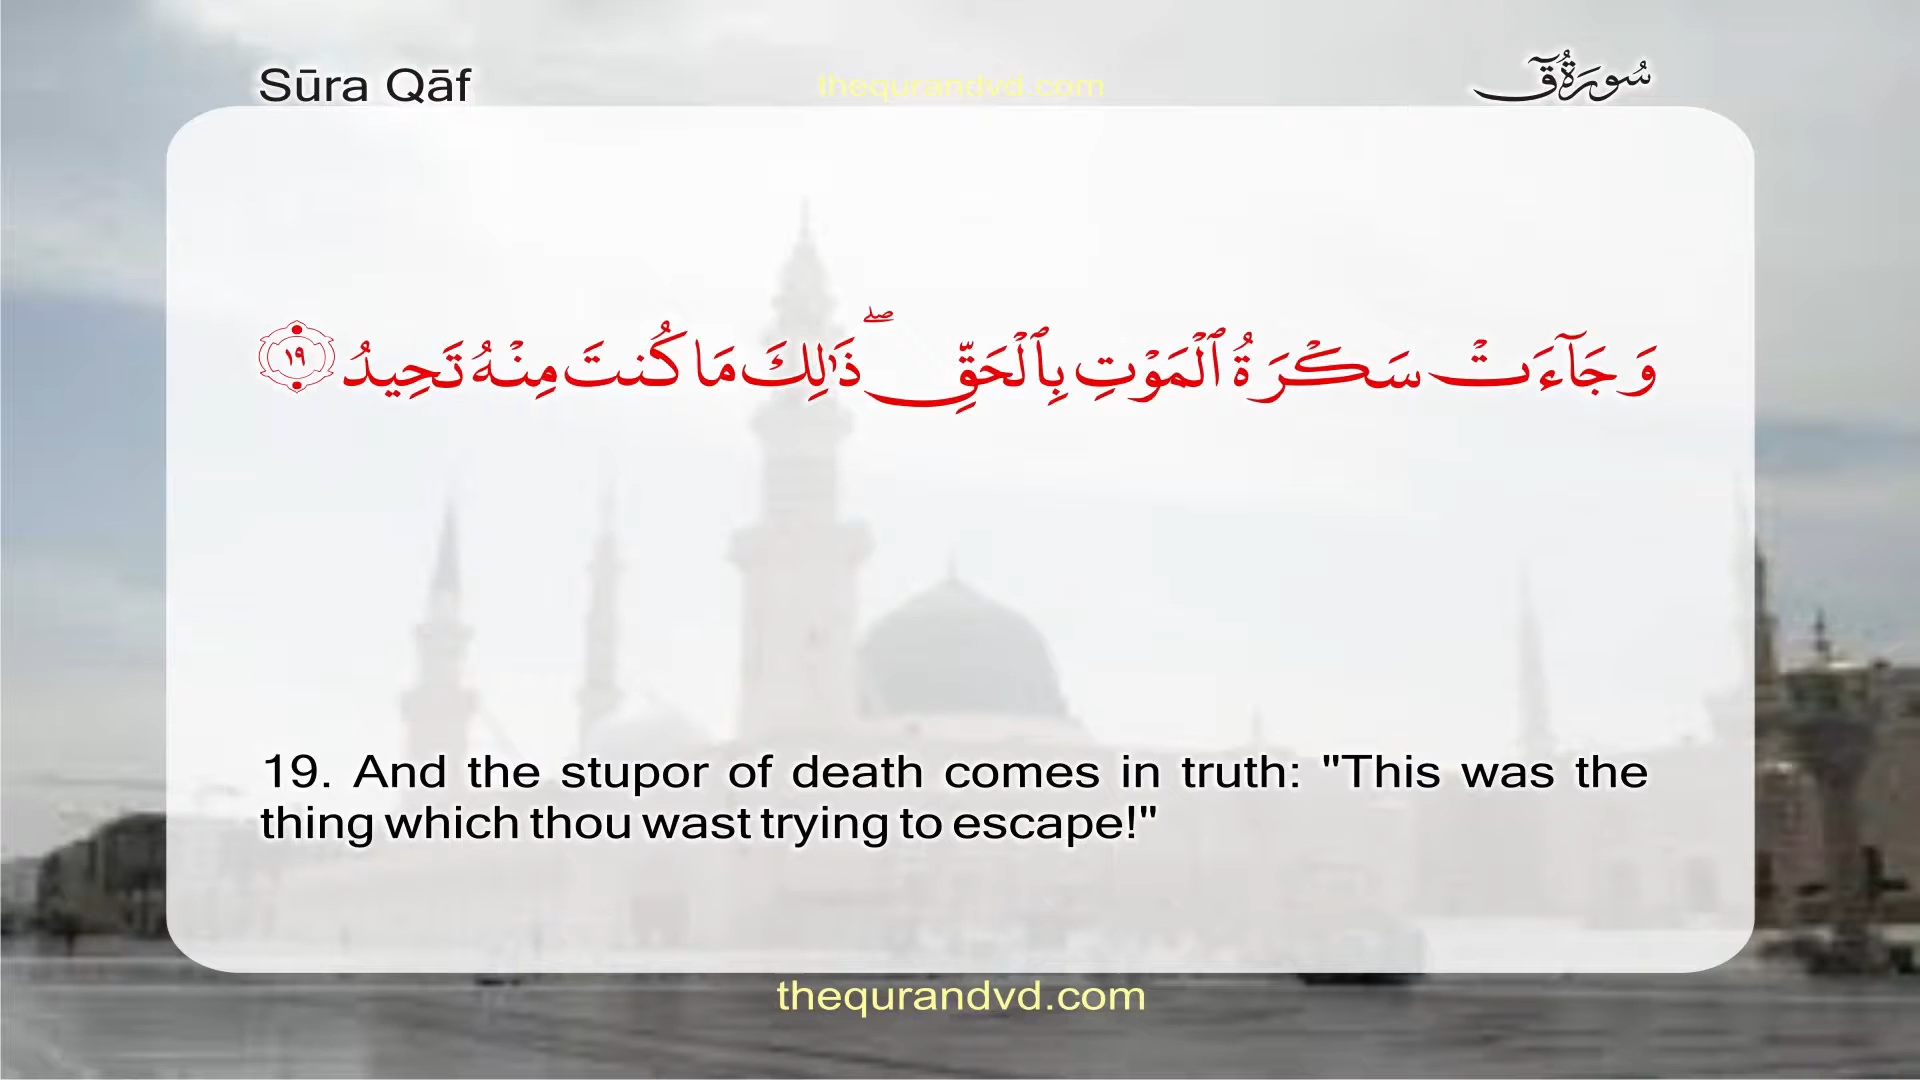 Sūra Qāf
thequrandvd.com
سُورَةُ قٓ
وَجَآءَتْ سَكْرَةُ ٱلْمَوْتِ بِٱلْحَقِّ ۖ ذَٰلِكَ مَا كُنتَ مِنْهُ تَحِيدُ ١٩
19. And the stupor of death comes in truth: "This was the
thing which thou wast trying to escape!"
thequrandvd.com